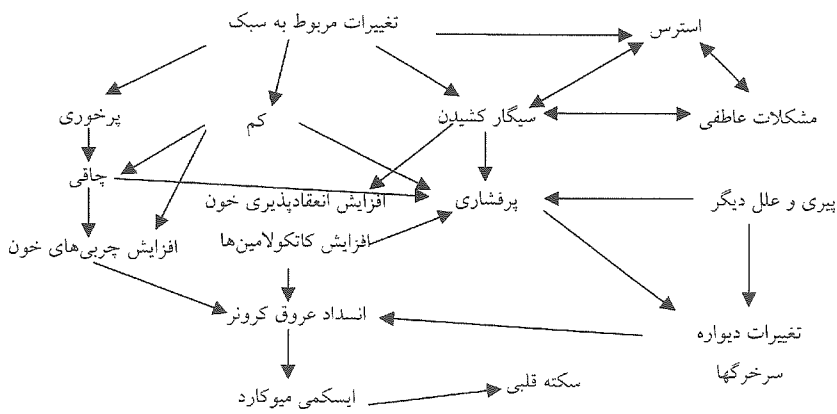 تغییرات مربوط به سبک
استرس
پرخوری
کم
سیگار کشیدن
مشکلات عاطفی
چاقی
افزایش انعقادپذیری خون
پرفشاری
پیری و علل دیگر
افزایش چربی‌های خون
افزایش کاتکولامین‌ها
انسداد عروق کرونر
تغییرات دیواره
سرخرگها
ایسکمی میوکارد
سکته قلبی